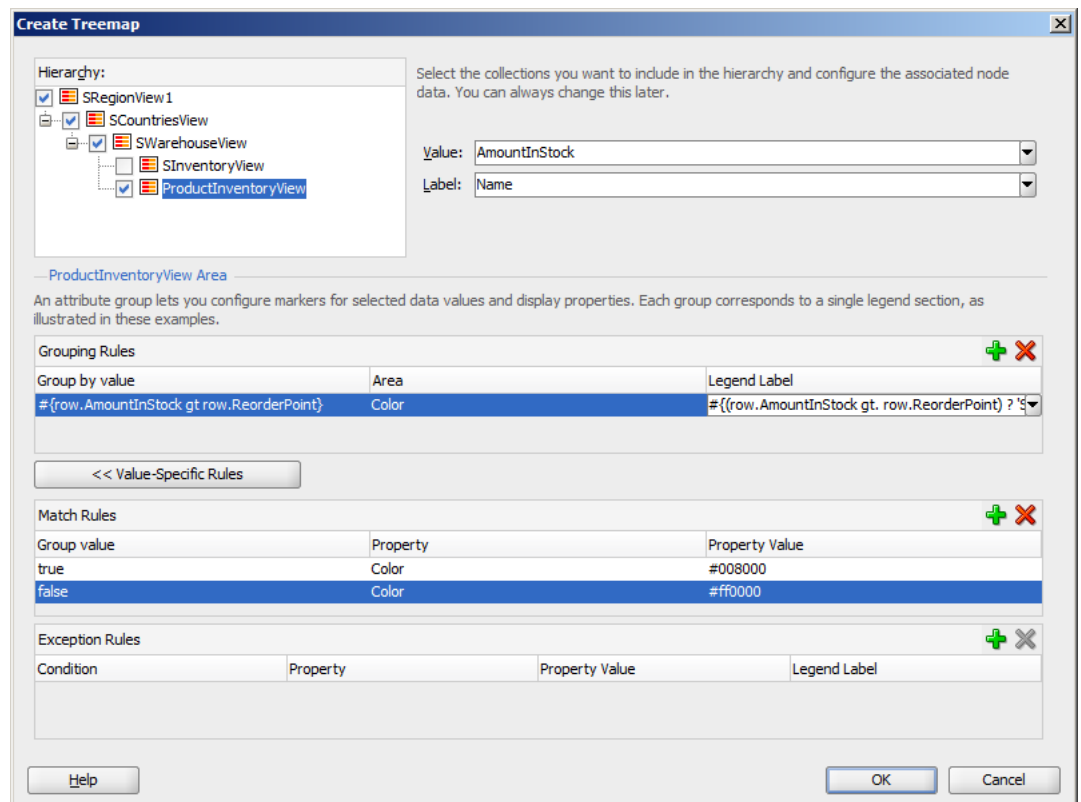 Create Treemap
Hierarchy:
SRegionView1
SCountriesView
SWarehouseView
SInventoryView
ProductInventoryView
Select the collections you want to include in the hierarchy and configure the associated node
data. You can always change this later.
Value: AmountInStock
Label: Name
ProductInventoryView Area
An attribute group lets you configure markers for selected data values and display properties. Each group corresponds to a single legend section, as
illustrated in these examples.
Grouping Rules
Group by value Area Legend Label
#{row.AmountInStock gt row.ReorderPoint} Color #{(row.AmountInStock gt. row.ReorderPoint) ? 'S
<< Value-Specific Rules
Match Rules
Group value Property Property Value
true Color #008000
false Color #ff0000
Exception Rules
Condition Property Property Value Legend Label
Help OK Cancel